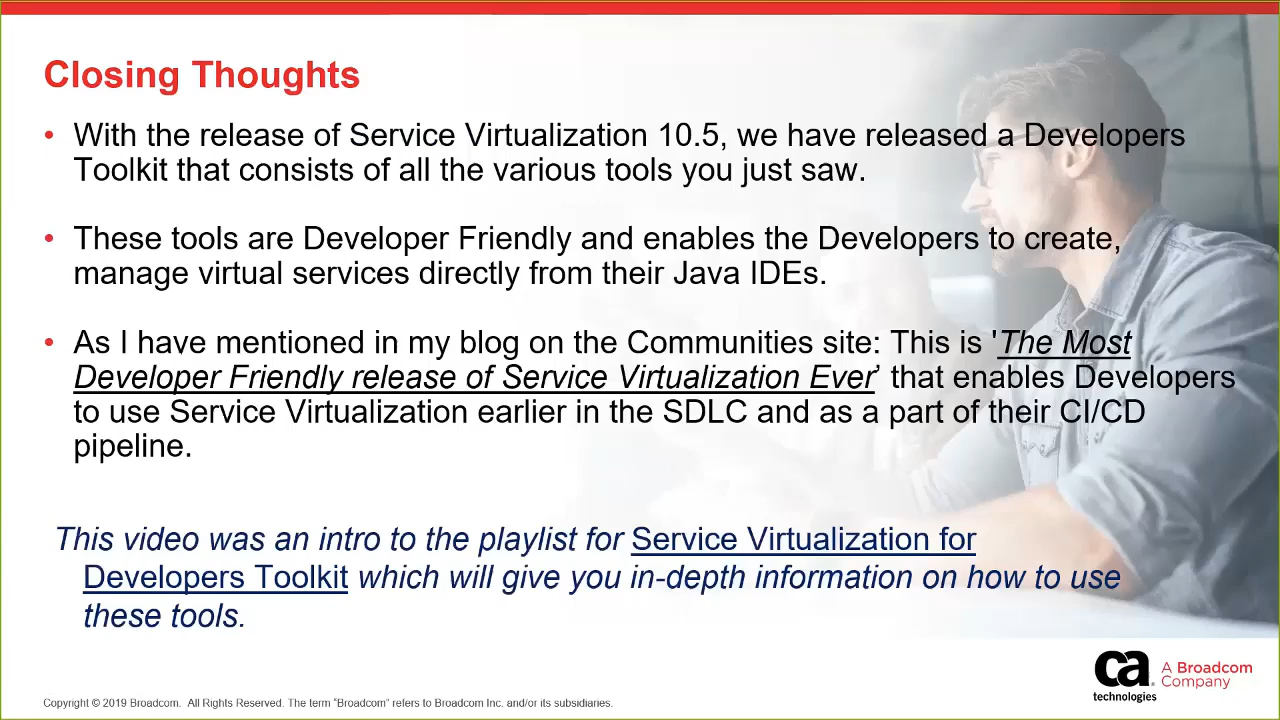 Closing Thoughts
• With the release of Service Virtualization 10.5, we have released a Developers
Toolkit that consists of all the various tools you just saw.
• These tools are Developer Friendly and enables the Developers to create,
manage virtual services directly from their Java IDEs.
• As I have mentioned in my blog on the Communities site: This is 'The Most
Developer Friendly release of Service Virtualization Ever' that enables Developers
to use Service Virtualization earlier in the SDLC and as a part of their CI/CD
pipeline.
This video was an intro to the playlist for Service Virtualization for
Developers Toolkit which will give you in-depth information on how to use
these tools.
ca
technologies
A Broadcom
Company
Copyright © 2019 Broadcom. All Rights Reserved. The term "Broadcom" refers to Broadcom Inc. and/or its subsidiaries.